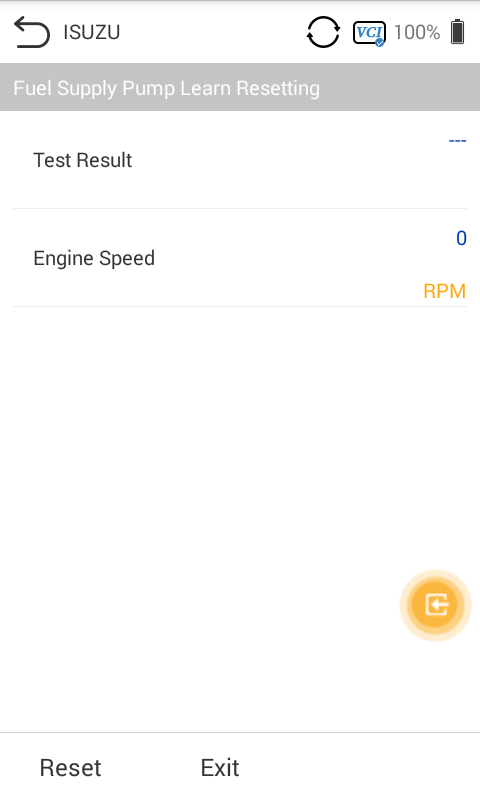 ISUZU VCI 100%
Fuel Supply Pump Learn Resetting
---
Test Result
0
Engine Speed
RPM
Reset Exit